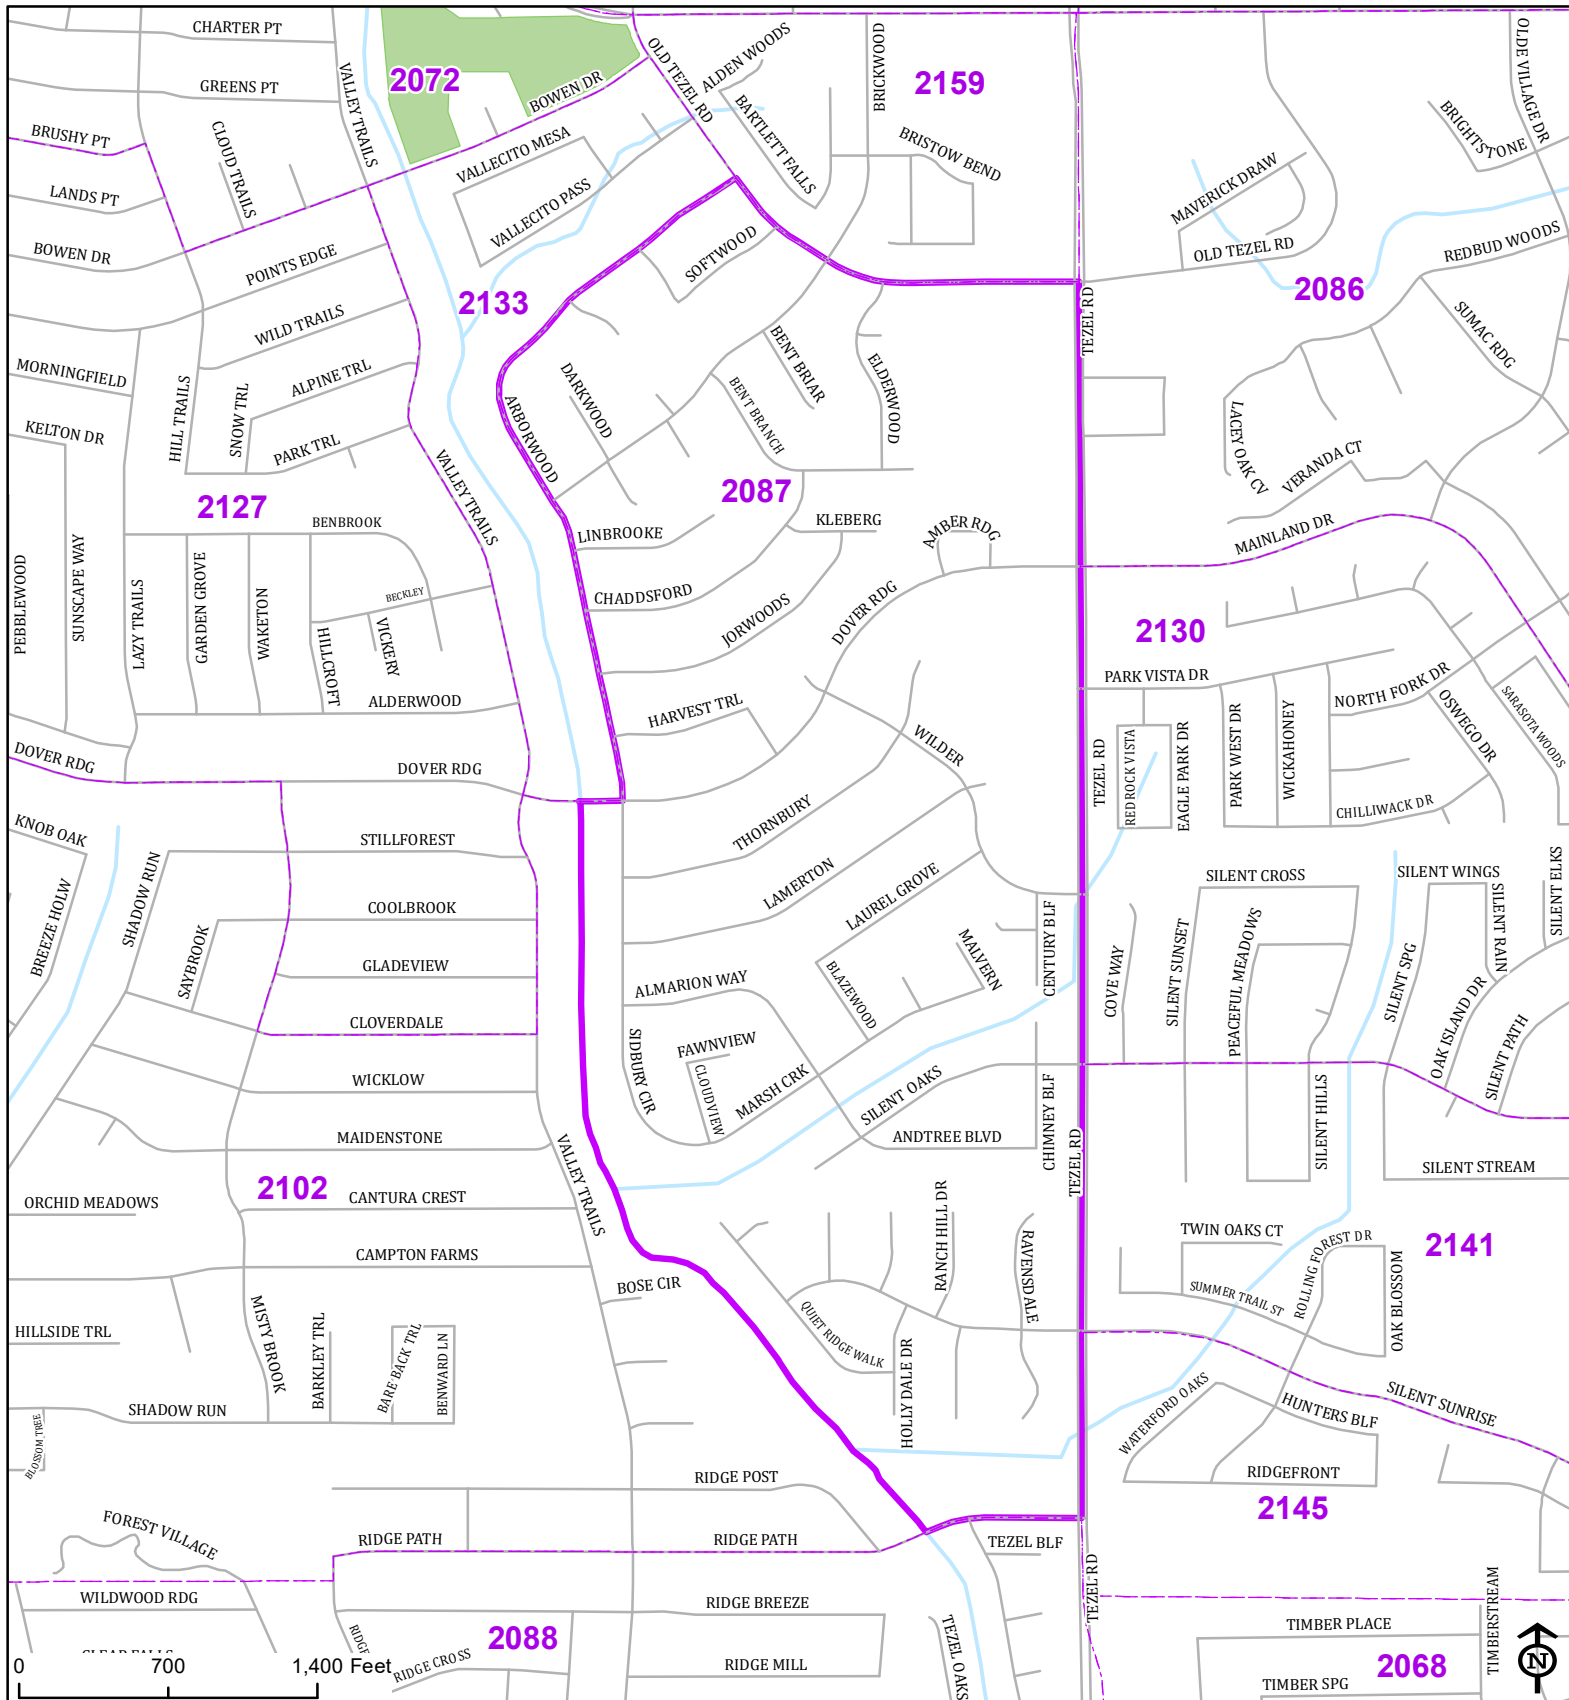 CHARTER PT
GREENS PT
VALLEY TRAILS
2072
BOWEN DR
OLD TEZEL RD
ALDEN WOODS
BRICKWOOD
2159
OLDE VILLAGE DR
BRIGHTSTONE
BRUSHY PT
CLOUD TRAILS
LANDS PT
VALLECITO MESA
VALLECITO PASS
BARTLETT FALLS
BRISTOW BEND
MAVERICK DRAW
BOWEN DR
POINTS EDGE
SOFTWOOD
OLD TEZEL RD
REDBUD WOODS
2133
2086
WILD TRAILS
TEZEL RD
SUMAC RDG
MORNINGFIELD
HILL TRAILS
SNOW TRL
ALPINE TRL
DARKWOOD
BENT BRIAR
BENT BRANCH
ELDERWOOD
ARBORWOOD
LACEY OAK CV
KELTON DR
PARK TRL
VALLEY TRAILS
VERANDA CT
2127
2087
BENBROOK
LINBROOKE
KLEBERG
AMBER RDG
MAINLAND DR
PEBBLEWOOD
SUNSCAPE WAY
LAZY TRAILS
GARDEN GROVE
WAKETON
BECKLEY
HILLCROFT
VICKERY
CHADDSFORD
JORWOODS
DOVER RDG
2130
ALDERWOOD
HARVEST TRL
PARK VISTA DR
NORTH FORK DR
OSWEGO DR
SARASOTA WOODS
DOVER RDG
DOVER RDG
WILDER
TEZEL RD
REDROCK VISTA
EAGLE PARK DR
PARK WEST DR
WICKAHONEY
CHILLIWACK DR
KNOB OAK
STILLFOREST
THORNBURY
BREEZE HOLW
SHADOW RUN
SAYBROOK
COOLBROOK
LAMERTON
LAUREL GROVE
SILENT CROSS
SILENT WINGS
SILENT ELKS
SILENT RAIN
GLADEVIEW
ALMARION WAY
BLAZEWOOD
MALVERN
CENTURY BLF
COVE WAY
SILENT SUNSET
PEACEFUL MEADOWS
SILENT SPG
OAK ISLAND DR
SILENT PATH
CLOVERDALE
SIDBURY CIR
FAWNVIEW
CLOUDVIEW
MARSH CRK
SILENT OAKS
WICKLOW
CHIMNEY BLF
SILENT HILLS
MAIDENSTONE
VALLEY TRAILS
ANDTREE BLVD
TEZEL RD
SILENT STREAM
2102
CANTURA CREST
ORCHID MEADOWS
RANCH HILL DR
RAVENSDALE
TWIN OAKS CT
ROLLING FOREST DR
2141
CAMPTON FARMS
BOSE CIR
SUMMER TRAIL ST
OAK BLOSSOM
HILLSIDE TRL
MISTY BROOK
BARKLEY TRL
BARE BACK TRL
BENWARD LN
QUIET RIDGE WALK
HOLLY DALE DR
SHADOW RUN
WATERFORD OAKS
HUNTERS BLF
SILENT SUNRISE
BLOSSOM TREE
RIDGE POST
RIDGEFRONT
2145
FOREST VILLAGE
RIDGE PATH
RIDGE PATH
TEZEL BLF
TEZEL RD
WILDWOOD RDG
RIDGE BREEZE
TIMBER PLACE
TIMBERSTREAM
2088
RIDGE
RIDGE CROSS
RIDGE MILL
TEZEL OAKS
2068
TIMBER SPG
0 700 1,400 Feet
N